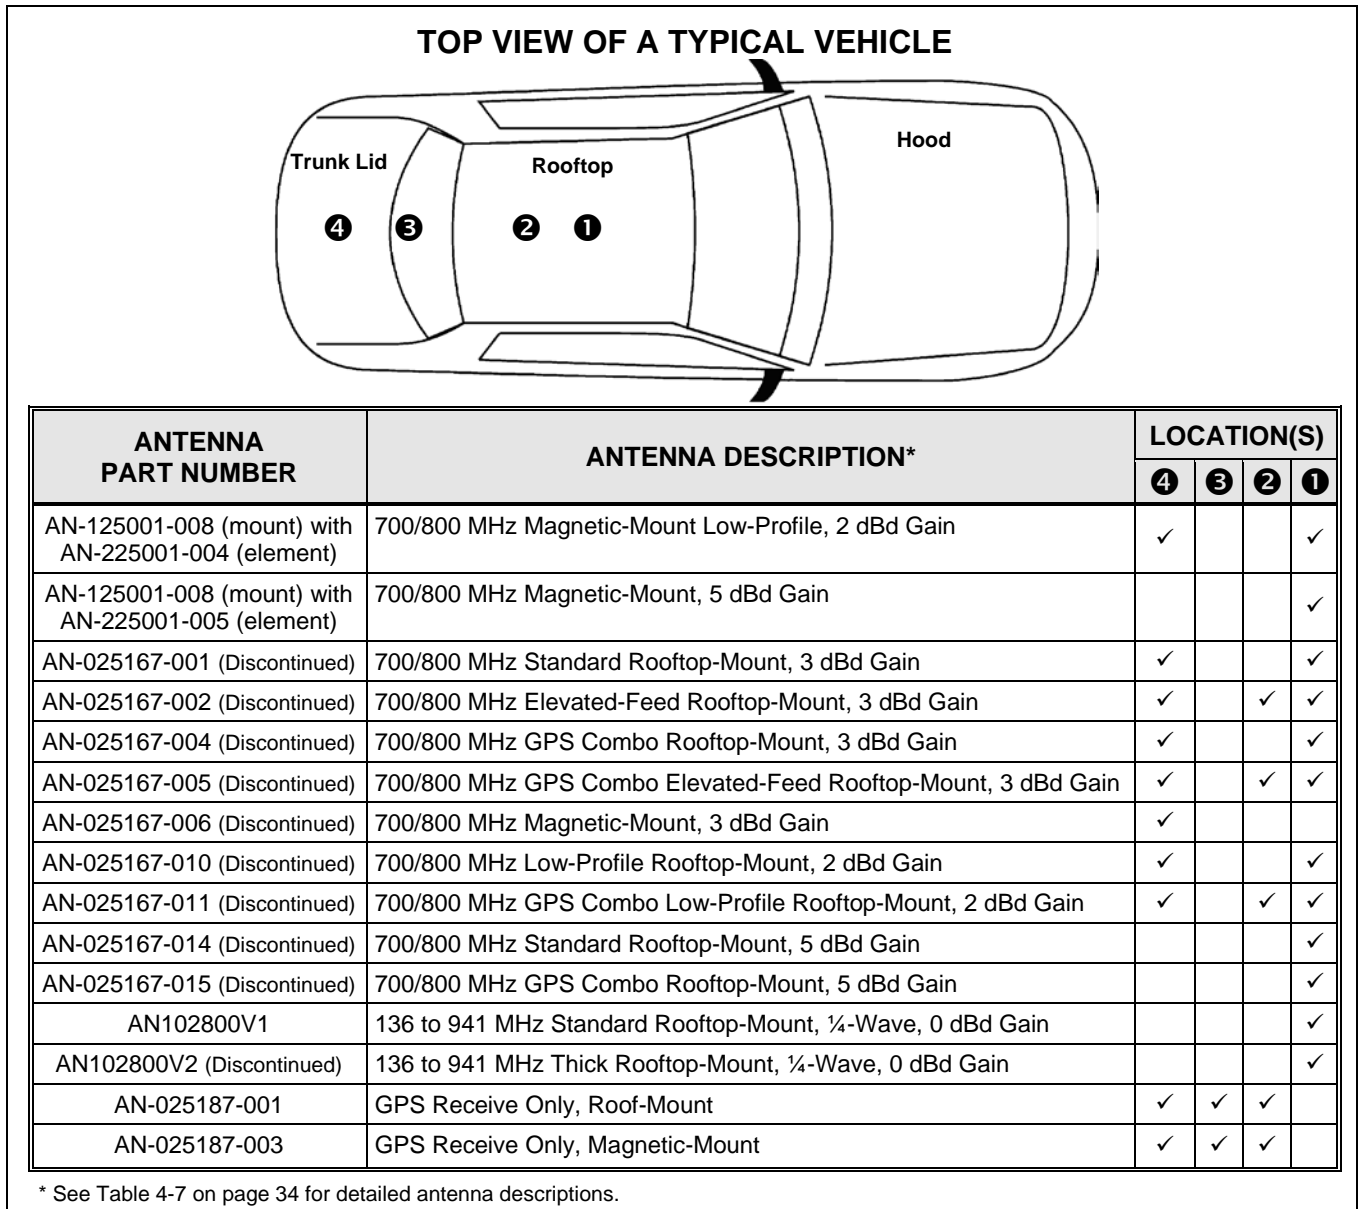 TOP VIEW OF A TYPICAL VEHICLE
Hood
Trunk Lid
Rooftop
❹ ❸ ❷ ❶
ANTENNA PART NUMBER
ANTENNA DESCRIPTION*
LOCATION(S)
❹ ❸ ❷ ❶
AN-125001-008 (mount) with
AN-225001-004 (element)
700/800 MHz Magnetic-Mount Low-Profile, 2 dBd Gain ✓ ✓
AN-125001-008 (mount) with
AN-225001-005 (element)
700/800 MHz Magnetic-Mount, 5 dBd Gain ✓
AN-025167-001 (Discontinued) 700/800 MHz Standard Rooftop-Mount, 3 dBd Gain ✓ ✓
AN-025167-002 (Discontinued) 700/800 MHz Elevated-Feed Rooftop-Mount, 3 dBd Gain ✓ ✓ ✓
AN-025167-004 (Discontinued) 700/800 MHz GPS Combo Rooftop-Mount, 3 dBd Gain ✓ ✓
AN-025167-005 (Discontinued) 700/800 MHz GPS Combo Elevated-Feed Rooftop-Mount, 3 dBd Gain ✓ ✓ ✓
AN-025167-006 (Discontinued) 700/800 MHz Magnetic-Mount, 3 dBd Gain ✓
AN-025167-010 (Discontinued) 700/800 MHz Low-Profile Rooftop-Mount, 2 dBd Gain ✓ ✓
AN-025167-011 (Discontinued) 700/800 MHz GPS Combo Low-Profile Rooftop-Mount, 2 dBd Gain ✓ ✓ ✓
AN-025167-014 (Discontinued) 700/800 MHz Standard Rooftop-Mount, 5 dBd Gain ✓
AN-025167-015 (Discontinued) 700/800 MHz GPS Combo Rooftop-Mount, 5 dBd Gain ✓
AN102800V1 136 to 941 MHz Standard Rooftop-Mount, ¼-Wave, 0 dBd Gain ✓
AN102800V2 (Discontinued) 136 to 941 MHz Thick Rooftop-Mount, ¼-Wave, 0 dBd Gain ✓
AN-025187-001 GPS Receive Only, Roof-Mount ✓ ✓ ✓
AN-025187-003 GPS Receive Only, Magnetic-Mount ✓ ✓ ✓
* See Table 4-7 on page 34 for detailed antenna descriptions.